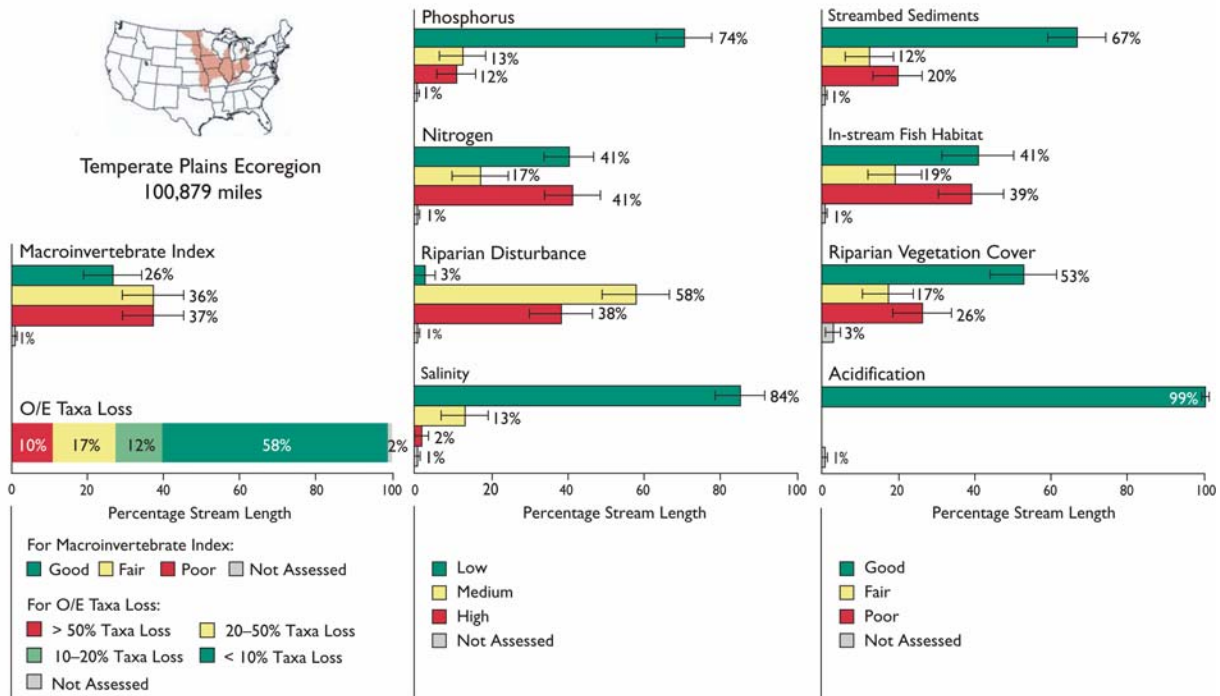 Temperate Plains Ecoregion
100,879 miles
Macroinvertebrate Index
26%
36%
37%
1%
O/E Taxa Loss
10% 17% 12% 58% 2%
0 20 40 60 80 100
Percentage Stream Length
For Macroinvertebrate Index:
Good Fair Poor Not Assessed
For O/E Taxa Loss:
> 50% Taxa Loss 20–50% Taxa Loss
10–20% Taxa Loss < 10% Taxa Loss
Not Assessed
Phosphorus
74%
13%
12%
1%
Nitrogen
41%
17%
41%
1%
Riparian Disturbance
3%
58%
38%
1%
Salinity
84%
13%
2%
1%
0 20 40 60 80 100
Percentage Stream Length
Low
Medium
High
Not Assessed
Streambed Sediments
67%
12%
20%
1%
In-stream Fish Habitat
41%
19%
39%
1%
Riparian Vegetation Cover
53%
17%
26%
3%
Acidification
99%
1%
0 20 40 60 80 100
Percentage Stream Length
Good
Fair
Poor
Not Assessed